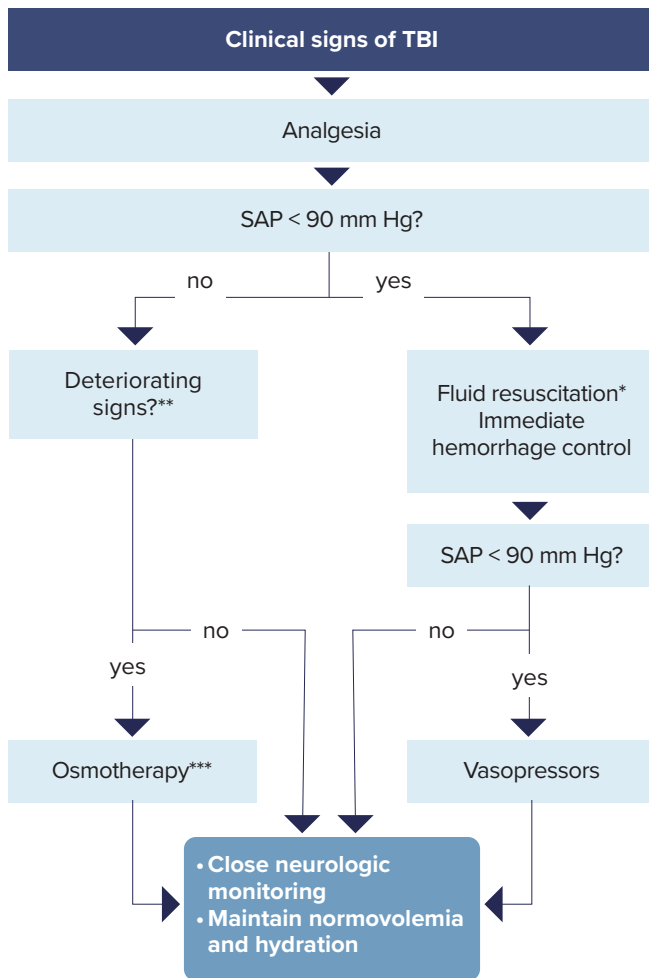 Clinical signs of TBI
Analgesia
SAP < 90 mm Hg?
no
yes
Deteriorating
signs?**
Fluid resuscitation*
Immediate
hemorrhage control
SAP < 90 mm Hg?
no
no
yes
yes
Osmotherapy***
Vasopressors
• Close neurologic
monitoring
• Maintain normovolemia
and hydration